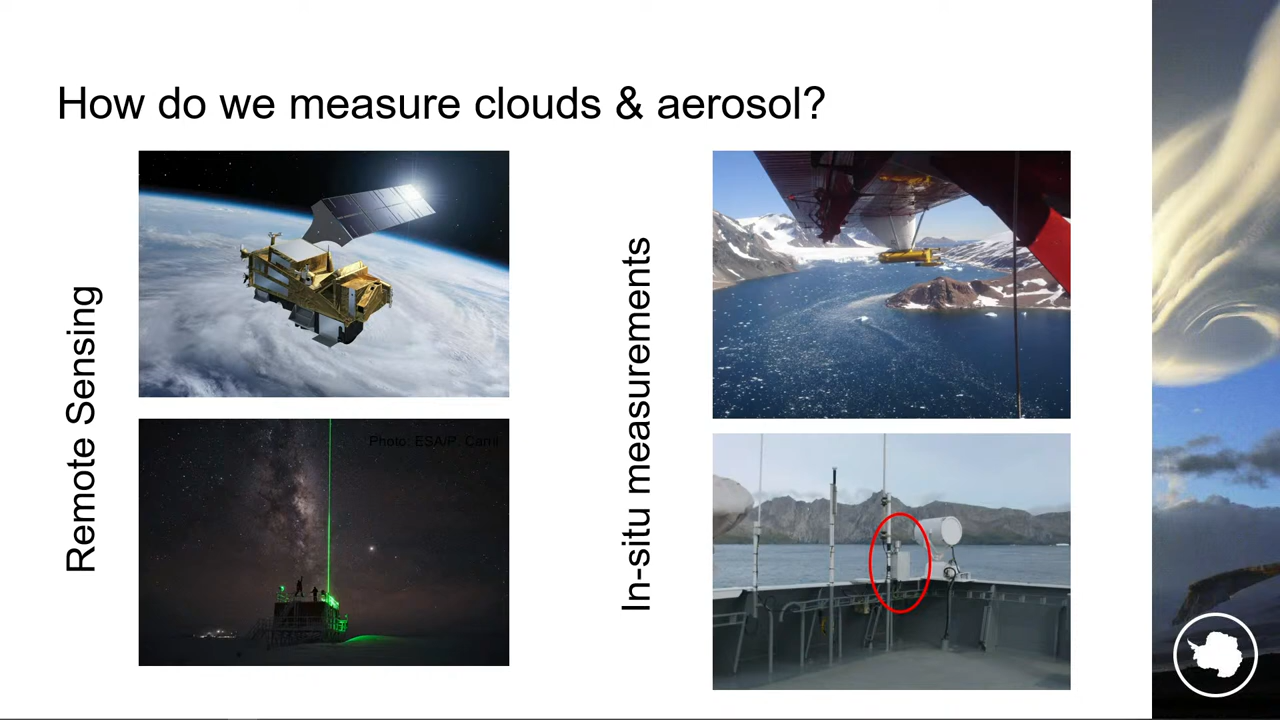 How do we measure clouds & aerosol?
Remote Sensing
In-situ measurements
Photo: ESA/P. Carril